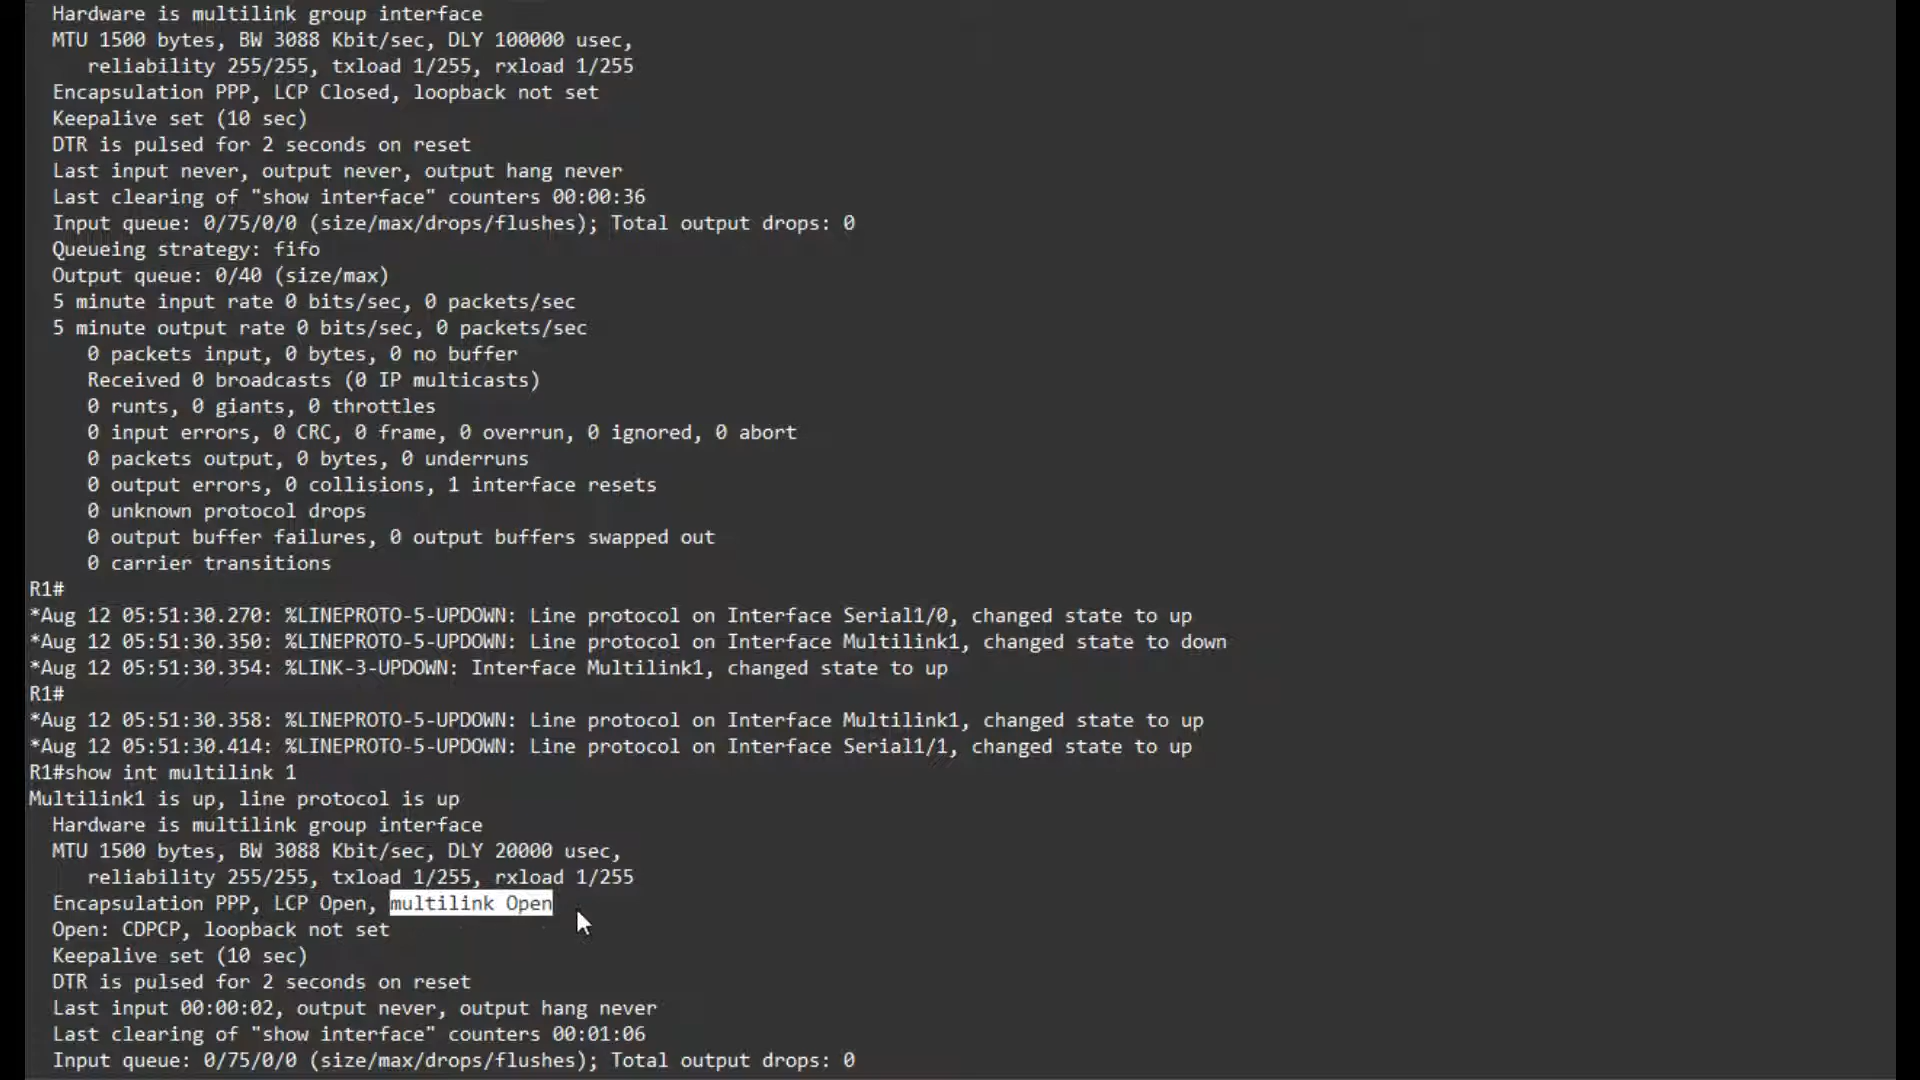 Hardware is multilink group interface
MTU 1500 bytes, BW 3088 Kbit/sec, DLY 100000 usec,
reliability 255/255, txload 1/255, rxload 1/255
Encapsulation PPP, LCP Closed, loopback not set
Keepalive set (10 sec)
DTR is pulsed for 2 seconds on reset
Last input never, output never, output hang never
Last clearing of "show interface" counters 00:00:36
Input queue: 0/75/0/0 (size/max/drops/flushes); Total output drops: 0
Queueing strategy: fifo
Output queue: 0/40 (size/max)
5 minute input rate 0 bits/sec, 0 packets/sec
5 minute output rate 0 bits/sec, 0 packets/sec
0 packets input, 0 bytes, 0 no buffer
Received 0 broadcasts (0 IP multicasts)
0 runts, 0 giants, 0 throttles
0 input errors, 0 CRC, 0 frame, 0 overrun, 0 ignored, 0 abort
0 packets output, 0 bytes, 0 underruns
0 output errors, 0 collisions, 1 interface resets
0 unknown protocol drops
0 output buffer failures, 0 output buffers swapped out
0 carrier transitions
R1#
*Aug 12 05:51:30.270: %LINEPROTO-5-UPDOWN: Line protocol on Interface Serial1/0, changed state to up
*Aug 12 05:51:30.350: %LINEPROTO-5-UPDOWN: Line protocol on Interface Multilink1, changed state to down
*Aug 12 05:51:30.354: %LINK-3-UPDOWN: Interface Multilink1, changed state to up
R1#
*Aug 12 05:51:30.358: %LINEPROTO-5-UPDOWN: Line protocol on Interface Multilink1, changed state to up
*Aug 12 05:51:30.414: %LINEPROTO-5-UPDOWN: Line protocol on Interface Serial1/1, changed state to up
R1#show int multilink 1
Multilink1 is up, line protocol is up
Hardware is multilink group interface
MTU 1500 bytes, BW 3088 Kbit/sec, DLY 20000 usec,
reliability 255/255, txload 1/255, rxload 1/255
Encapsulation PPP, LCP Open, multilink Open
Open: CDPCP, loopback not set
Keepalive set (10 sec)
DTR is pulsed for 2 seconds on reset
Last input 00:00:02, output never, output hang never
Last clearing of "show interface" counters 00:01:06
Input queue: 0/75/0/0 (size/max/drops/flushes); Total output drops: 0